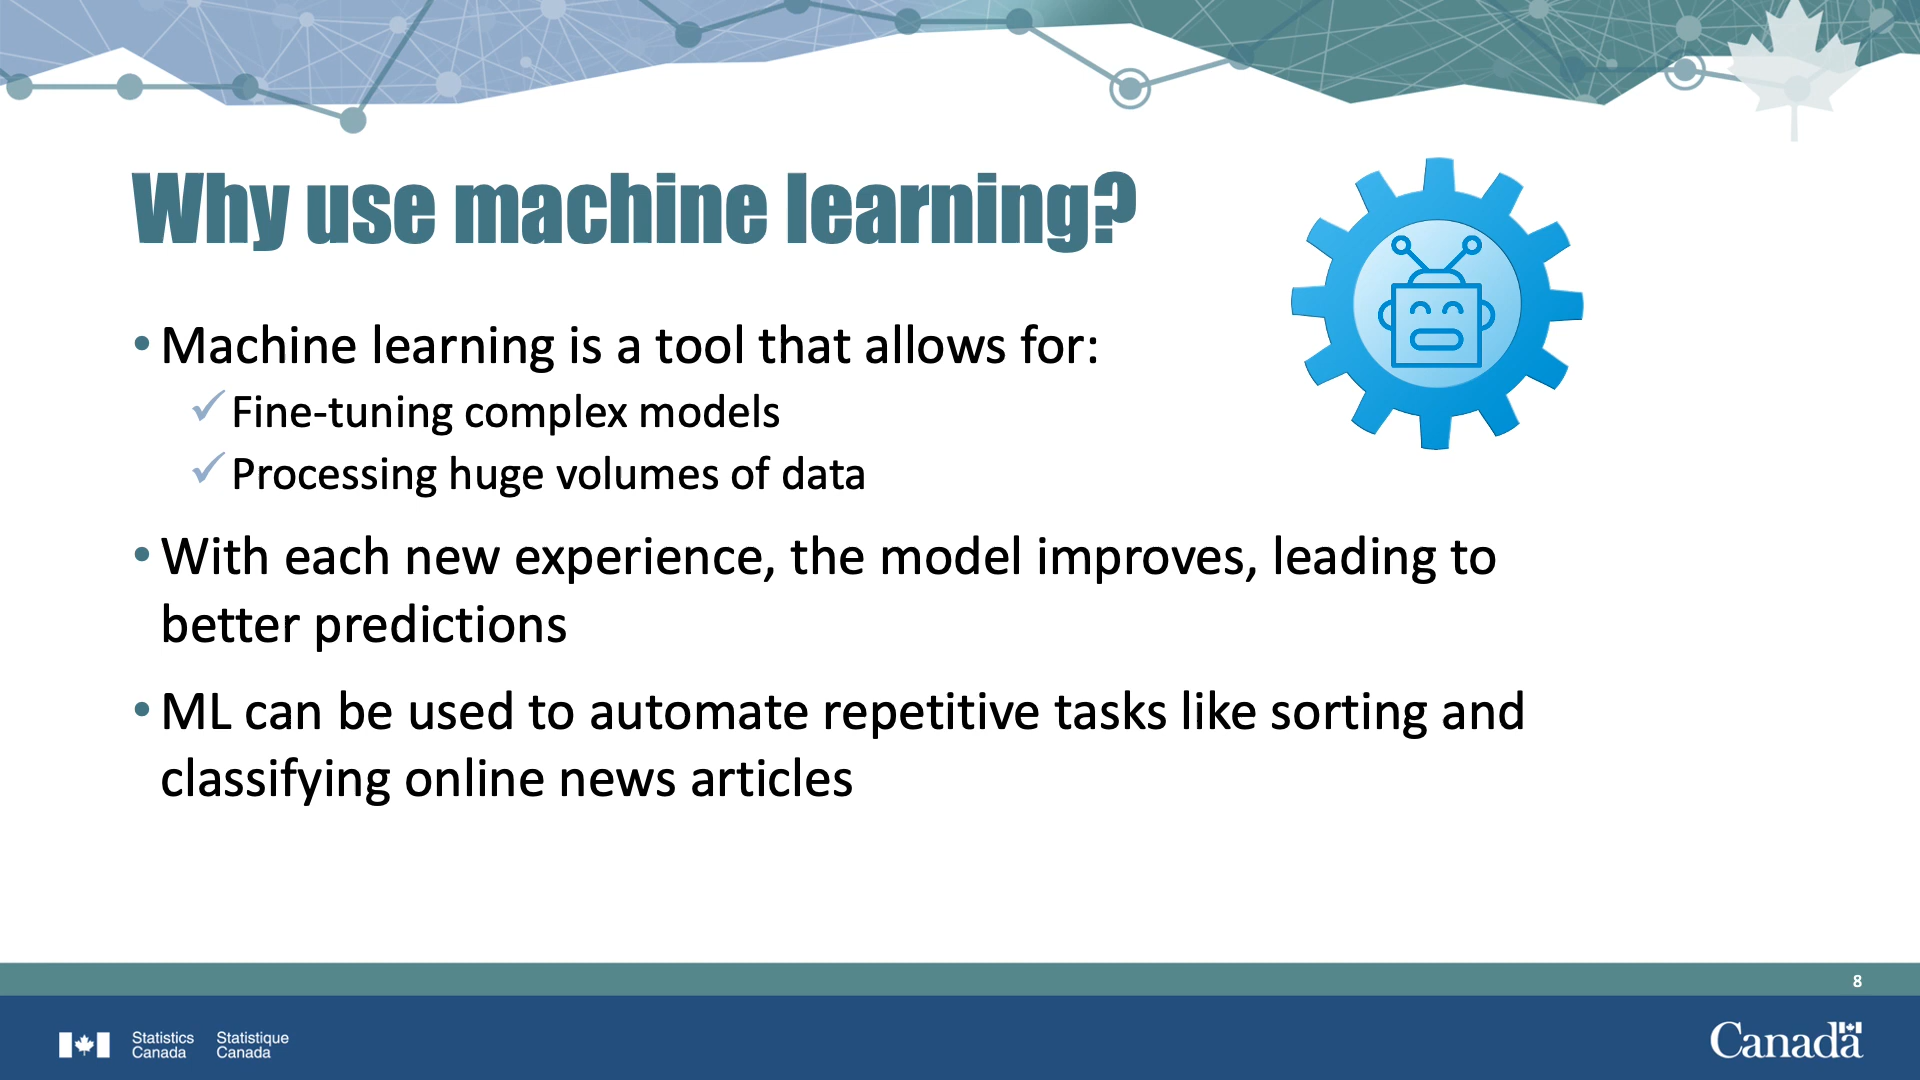 Why use machine learning?
• Machine learning is a tool that allows for:
✓ Fine-tuning complex models
✓ Processing huge volumes of data
• With each new experience, the model improves, leading to
better predictions
• ML can be used to automate repetitive tasks like sorting and
classifying online news articles
8
Statistics Canada
Statistique Canada
Canada